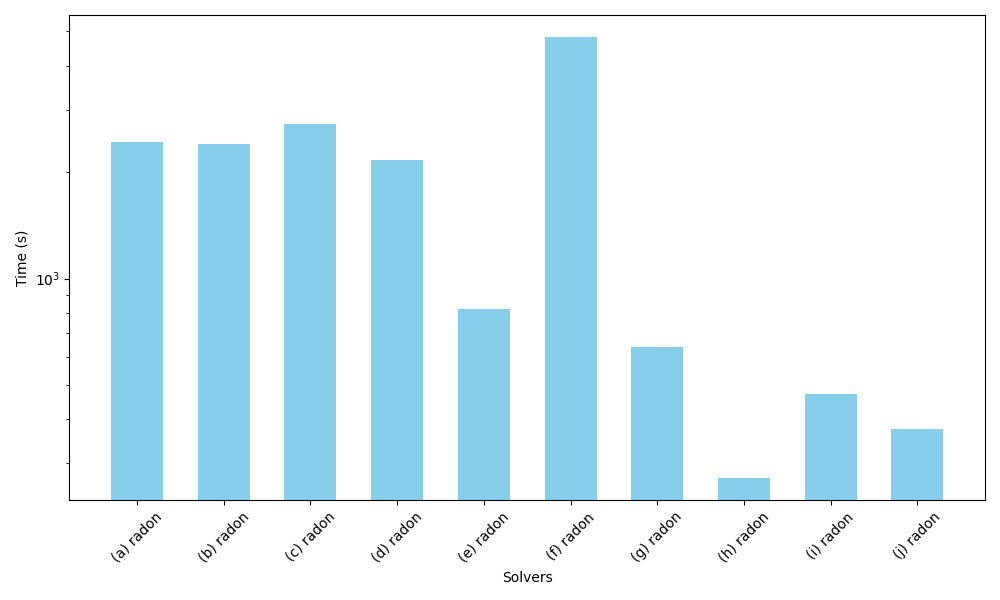 Time (s)
10³
(a) radon
(b) radon
(c) radon
(d) radon
(e) radon
(f) radon
(g) radon
(h) radon
(i) radon
(j) radon
Solvers